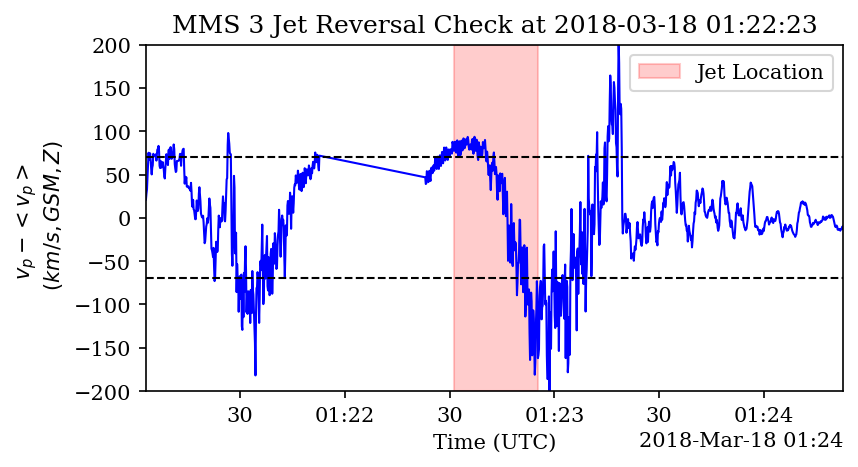 MMS 3 Jet Reversal Check at 2018-03-18 01:22:23
200
150
100
50
0
−50
−100
−150
−200
v_p − < v_p >
(km/s, GSM, Z)
Jet Location
30 01:22 30 01:23 30 01:24
Time (UTC)
2018-Mar-18 01:24